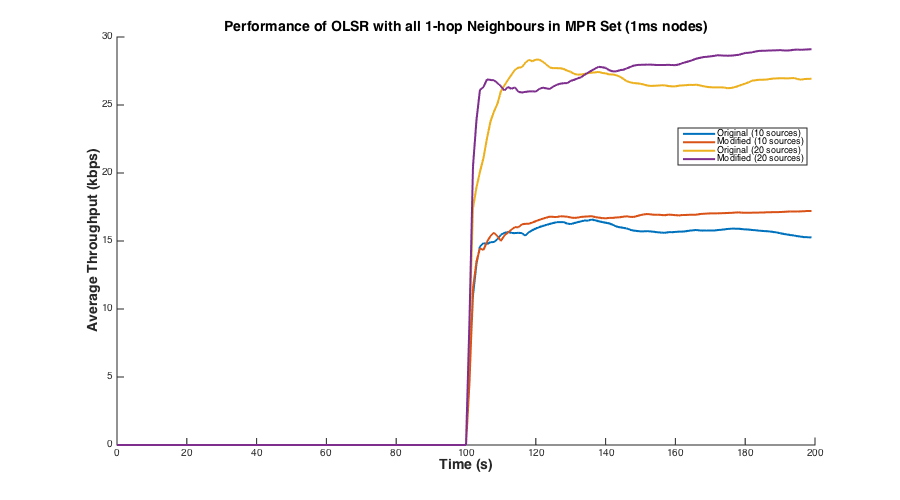 Performance of OLSR with all 1-hop Neighbours in MPR Set (1ms nodes)
Average Throughput (kbps)
30
25
20
15
10
5
0
Original (10 sources)
Modified (10 sources)
Original (20 sources)
Modified (20 sources)
0 20 40 60 80 100 120 140 160 180 200
Time (s)